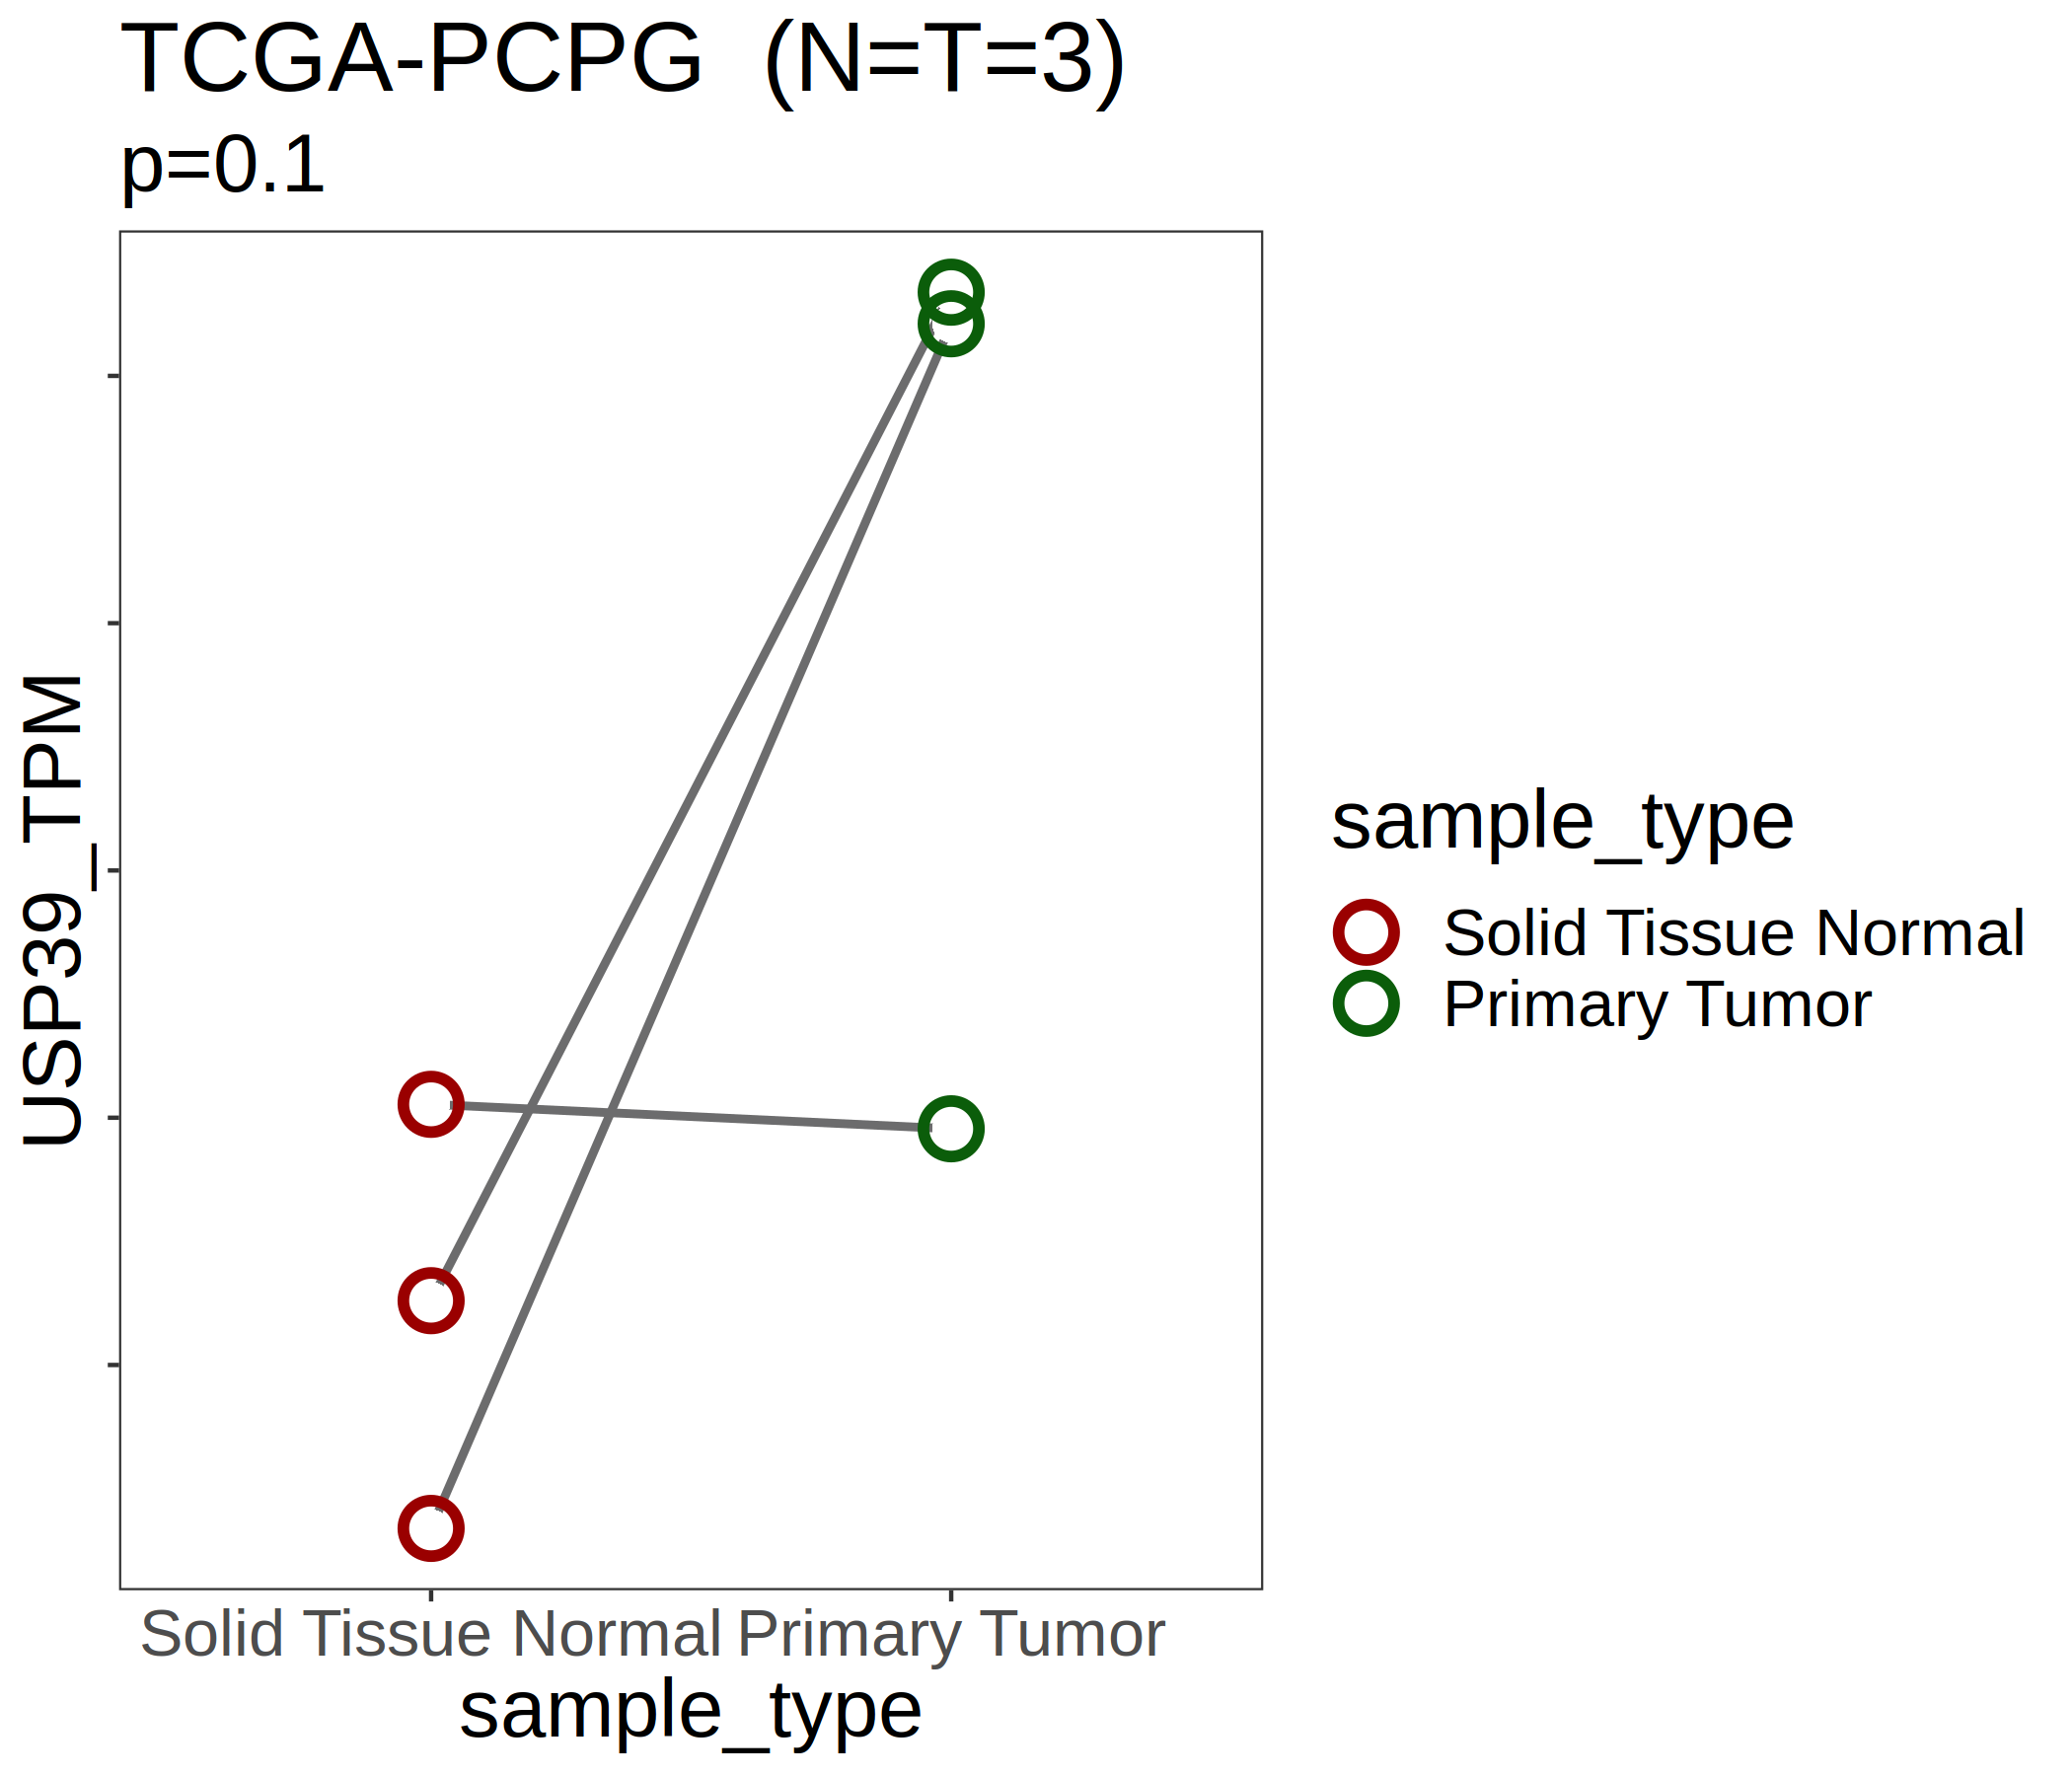 TCGA-PCPG  (N=T=3)
p=0.1
USP39_TPM
sample_type
Solid Tissue Normal
Primary Tumor
Solid Tissue Normal Primary Tumor
sample_type